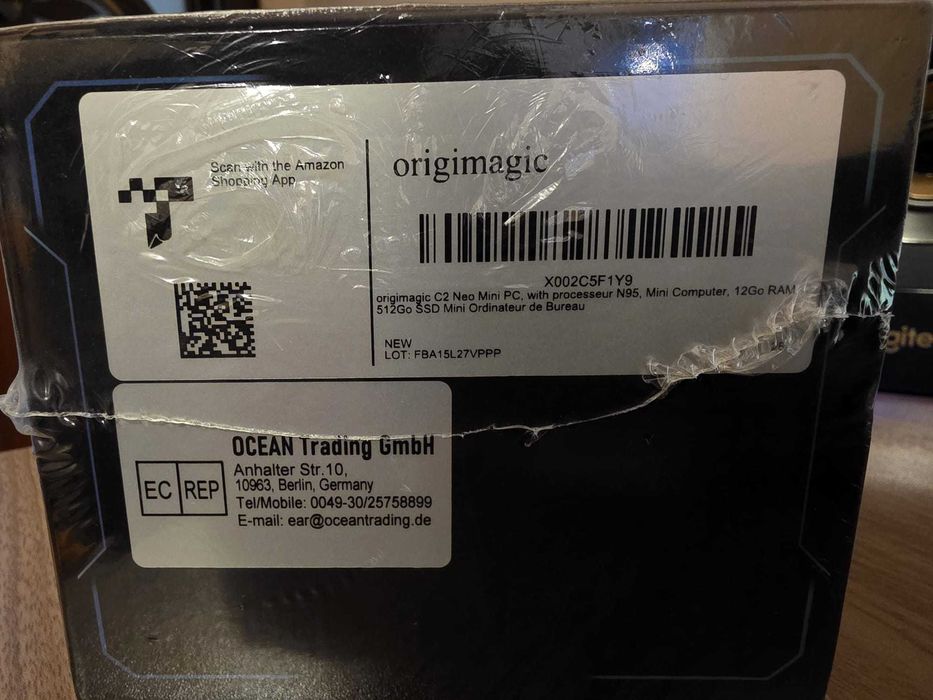 Scan with the Amazon
Shopping App
origimagic
X002C5F1Y9
origimagic C2 Neo Mini PC, with processeur N95, Mini Computer, 12Go RAM
512Go SSD Mini Ordinateur de Bureau
NEW
LOT: FBA15L27VPPP
OCEAN Trading GmbH
EC REP
Anhalter Str.10,
10963, Berlin, Germany
Tel/Mobile: 0049-30/25758899
E-mail: ear@oceantrading.de